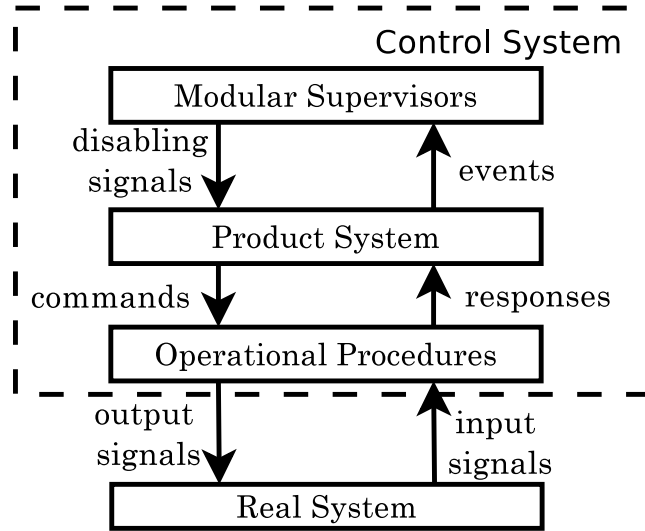 Control System
Modular Supervisors
disabling
signals
events
Product System
commands
responses
Operational Procedures
output
signals
input
signals
Real System